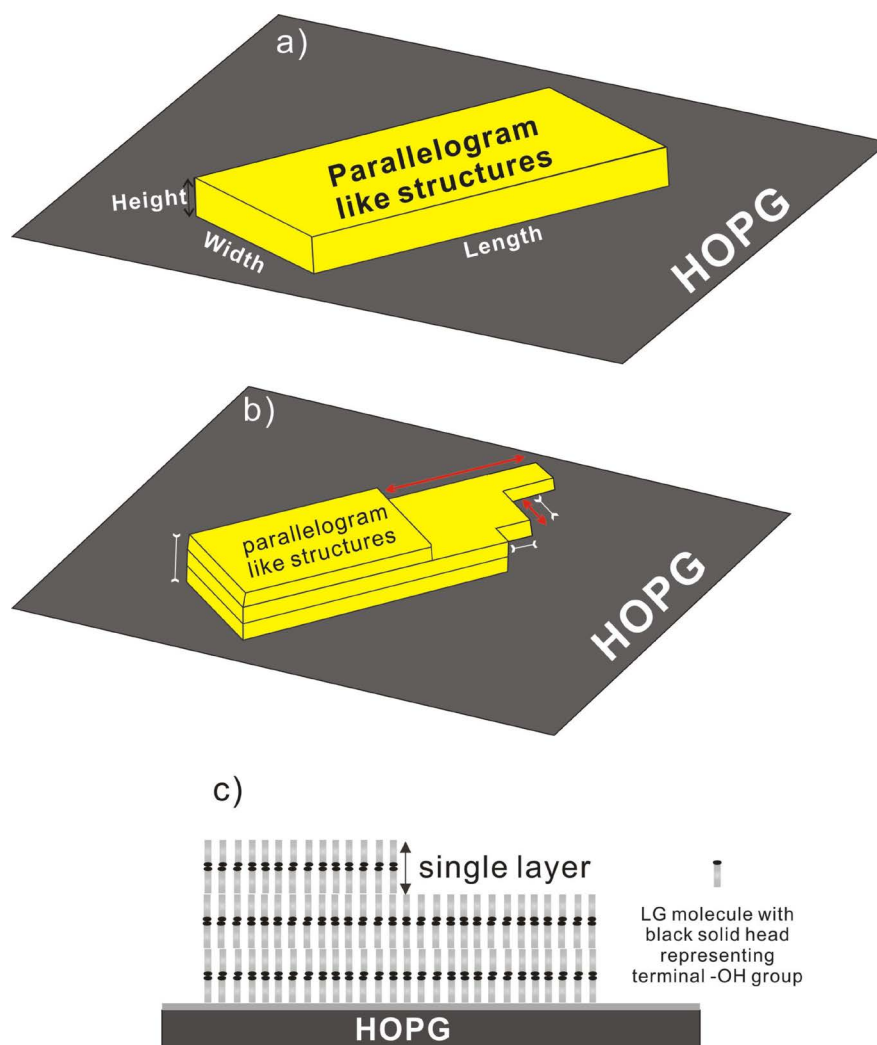 a)
Parallelogram
like structures
Height
Width
Length
HOPG
b)
parallelogram
like structures
HOPG
c)
single layer
LG molecule with
black solid head
representing
terminal -OH group
HOPG